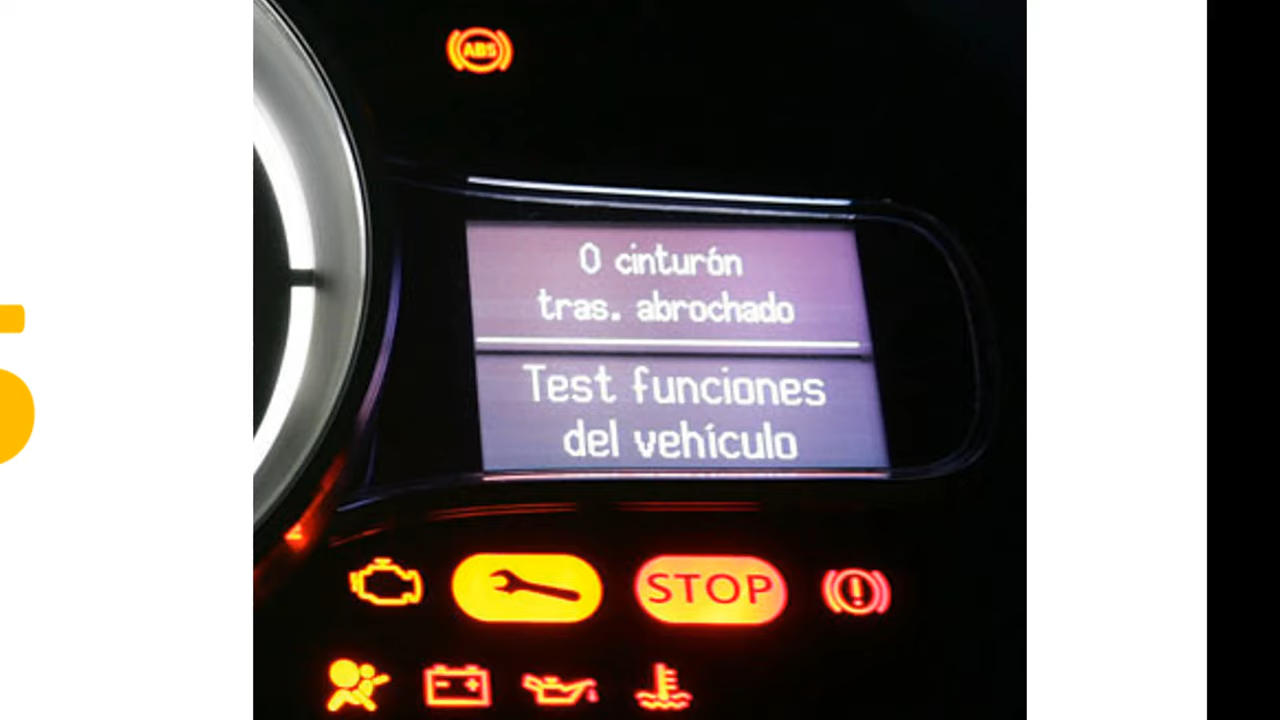 ABS
0 cinturón
tras. abrochado
Test funciones
del vehículo
STOP